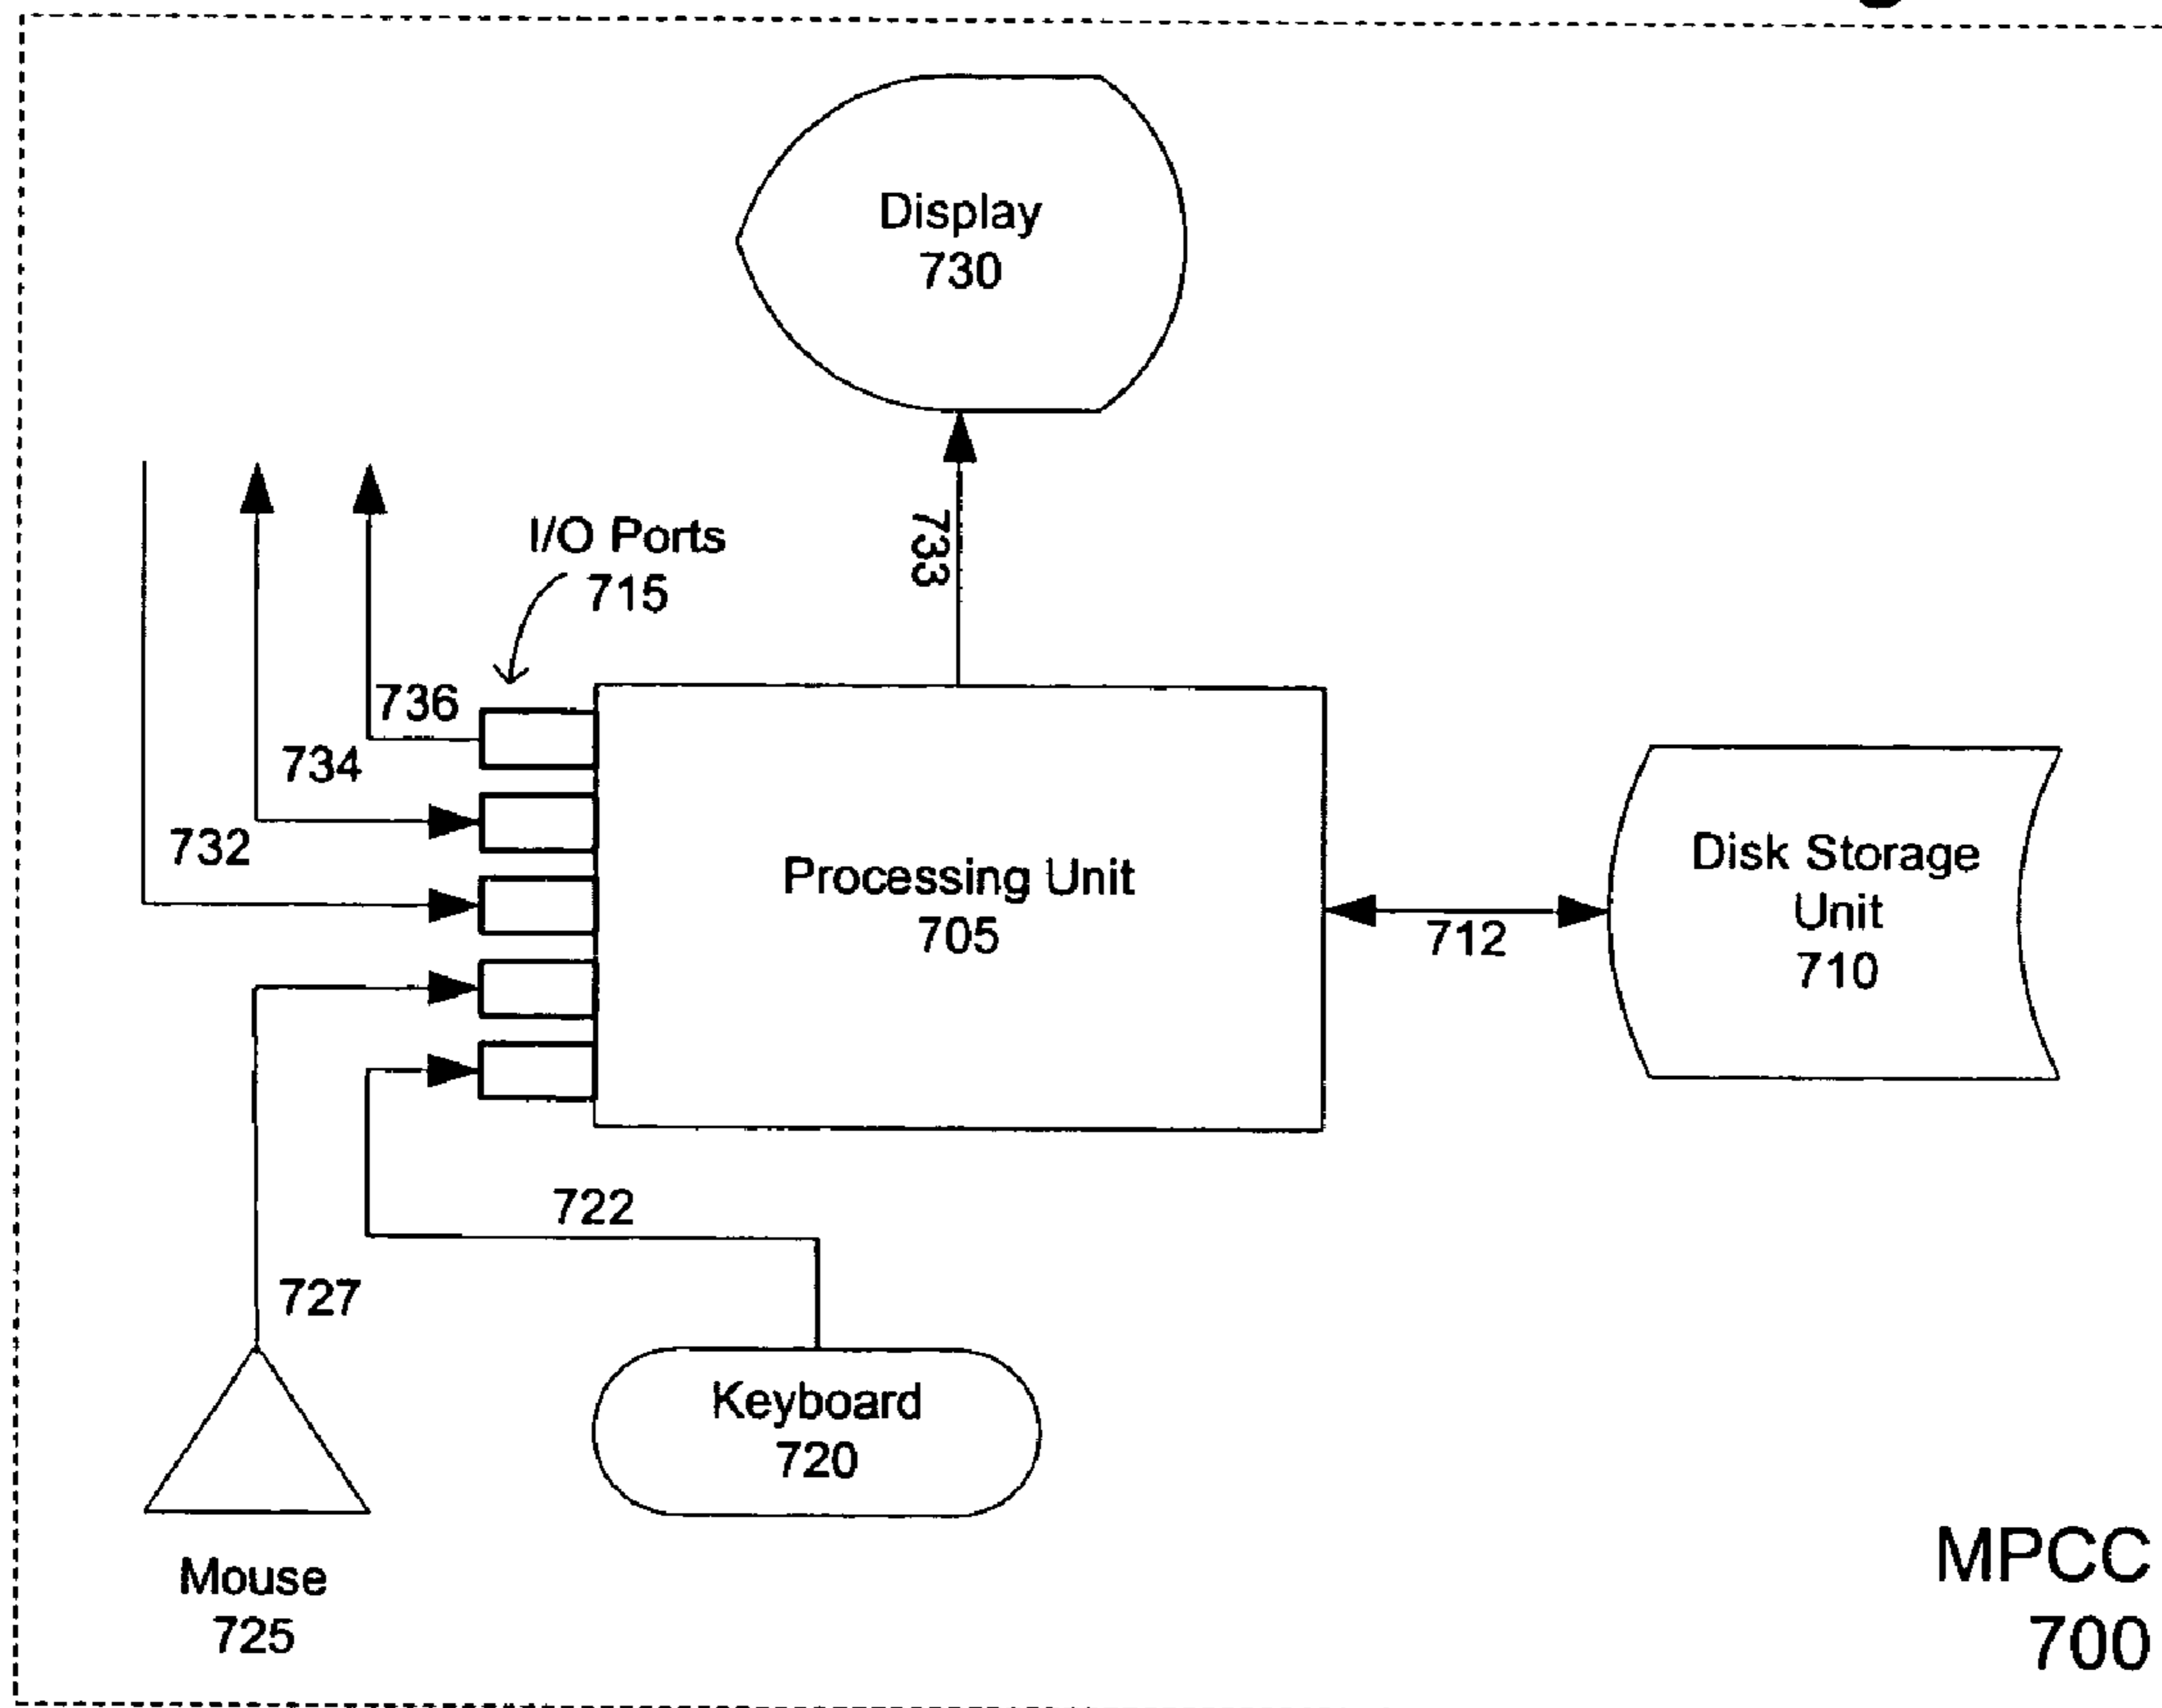 Display
730
733
I/O Ports
715
736
734
732
Processing Unit
705
712
Disk Storage
Unit
710
722
727
Keyboard
720
Mouse
725
MPCC
700